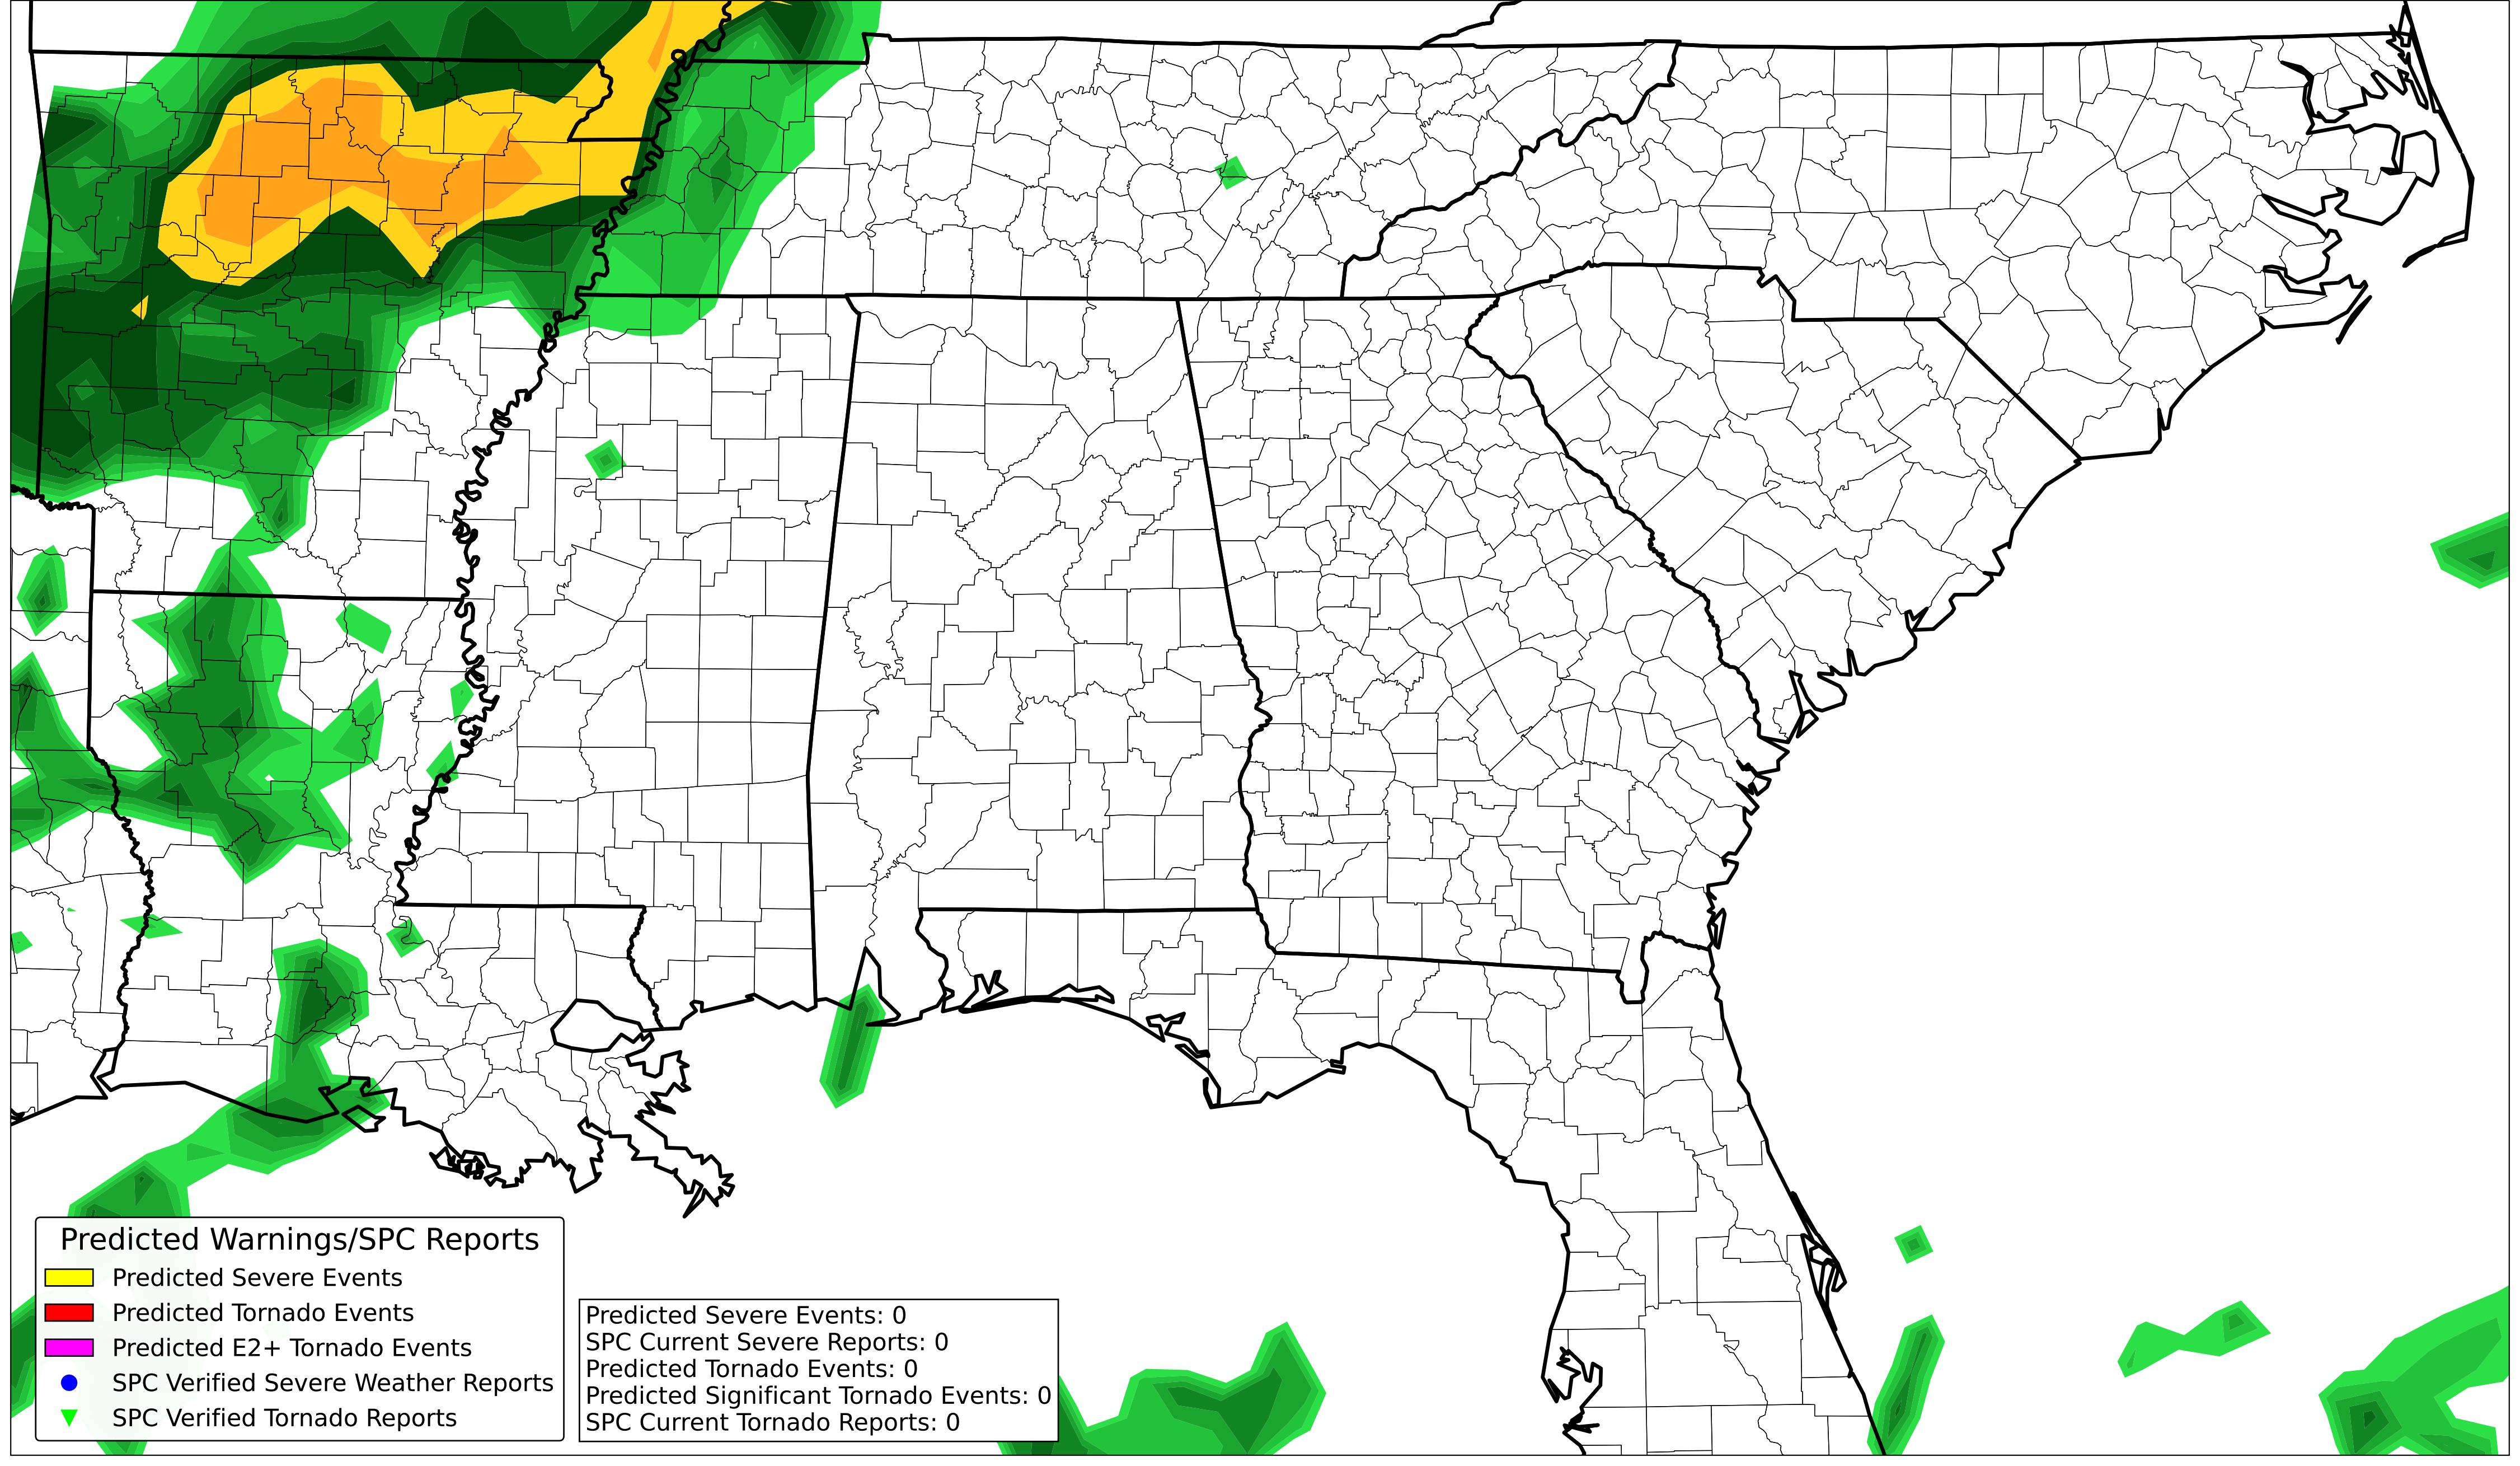 Predicted Warnings/SPC Reports
Predicted Severe Events
Predicted Tornado Events
Predicted E2+ Tornado Events
SPC Verified Severe Weather Reports
SPC Verified Tornado Reports
Predicted Severe Events: 0
SPC Current Severe Reports: 0
Predicted Tornado Events: 0
Predicted Significant Tornado Events: 0
SPC Current Tornado Reports: 0